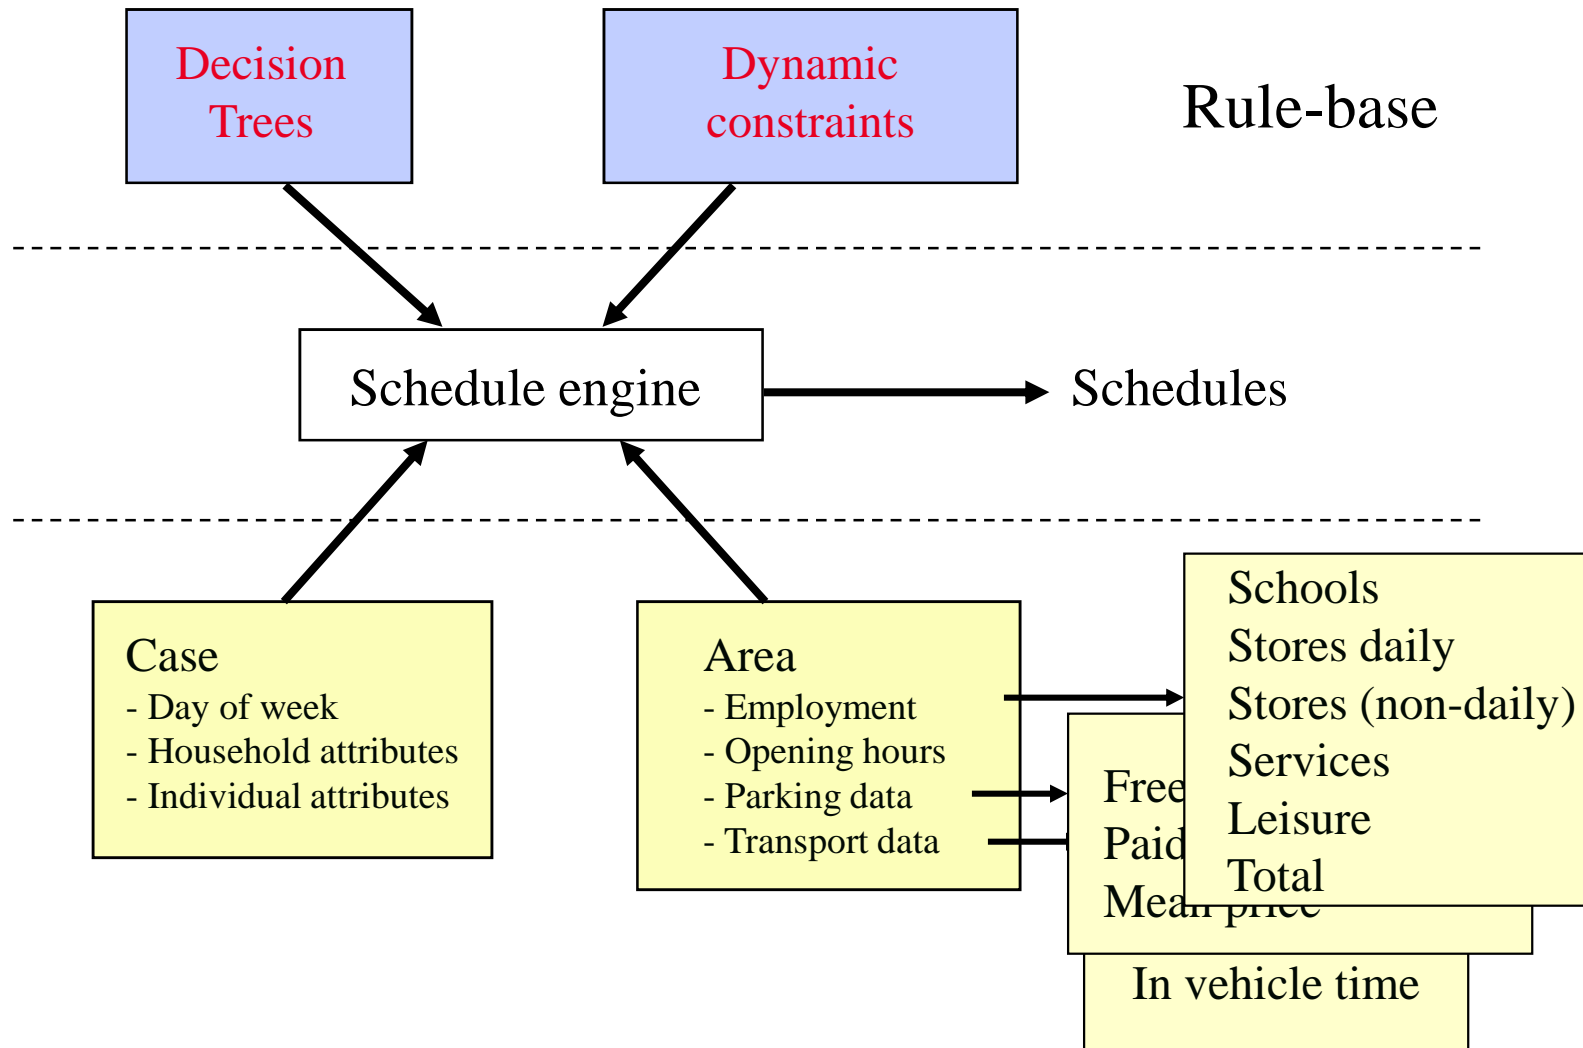 Decision
Trees
Dynamic
constraints
Rule-base
Schedule engine
Schedules
Case
- Day of week
- Household attributes
- Individual attributes
Area
- Employment
- Opening hours
- Parking data
- Transport data
Schools
Stores daily
Stores (non-daily)
Services
Leisure
Total
Free
Paid
Mean price
In vehicle time